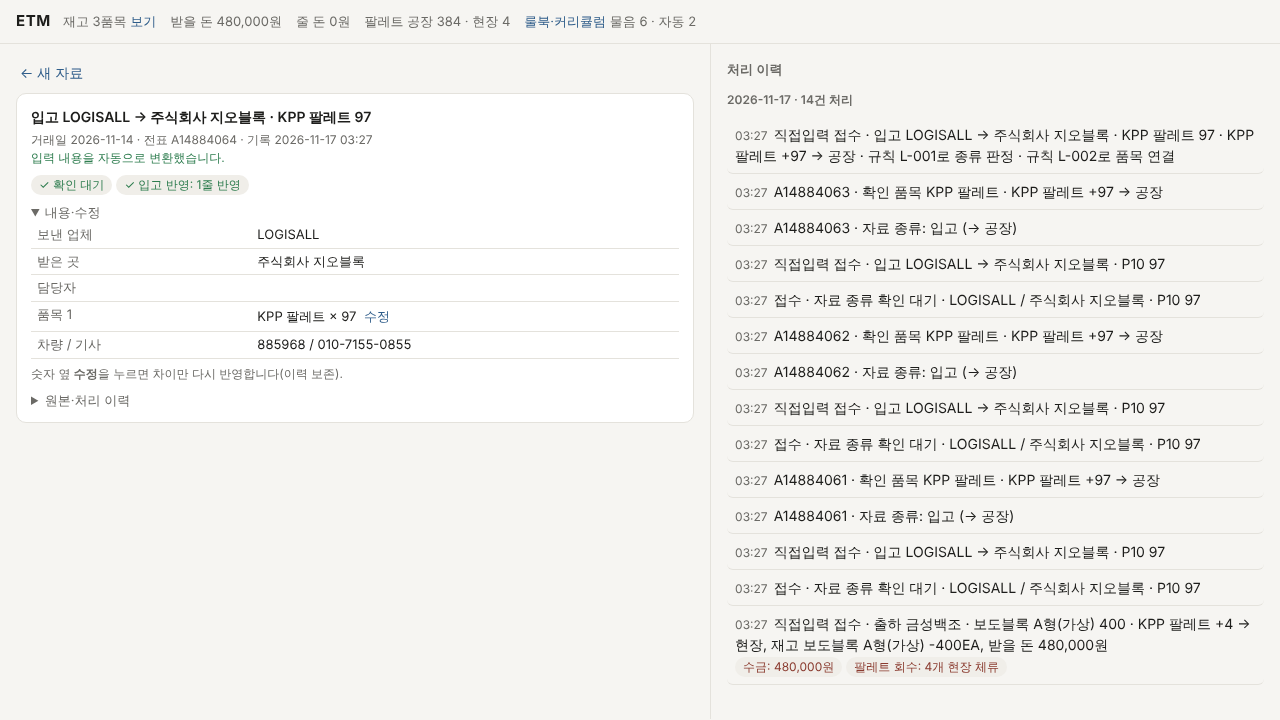 ETM 재고 3품목 보기 받을 돈 480,000원 줄 돈 0원 팔레트 공장 384 · 현장 4 룰북·커리큘럼 물음 6 · 자동 2
← 새 자료
입고 LOGISALL → 주식회사 지오블록 · KPP 팔레트 97
거래일 2026-11-14 · 전표 A14884064 · 기록 2026-11-17 03:27
입력 내용을 자동으로 변환했습니다.
✓ 확인 대기 ✓ 입고 반영: 1줄 반영
▼ 내용·수정
보낸 업체 LOGISALL
받은 곳 주식회사 지오블록
담당자
품목 1 KPP 팔레트 × 97 수정
차량 / 기사 885968 / 010-7155-0855
숫자 옆 수정을 누르면 차이만 다시 반영합니다(이력 보존).
▶ 원본·처리 이력
처리 이력
2026-11-17 · 14건 처리
03:27 직접입력 접수 · 입고 LOGISALL → 주식회사 지오블록 · KPP 팔레트 97 · KPP
팔레트 +97 → 공장 · 규칙 L-001로 종류 판정 · 규칙 L-002로 품목 연결
03:27 A14884063 · 확인 품목 KPP 팔레트 · KPP 팔레트 +97 → 공장
03:27 A14884063 · 자료 종류: 입고 (→ 공장)
03:27 직접입력 접수 · 입고 LOGISALL → 주식회사 지오블록 · P10 97
03:27 접수 · 자료 종류 확인 대기 · LOGISALL / 주식회사 지오블록 · P10 97
03:27 A14884062 · 확인 품목 KPP 팔레트 · KPP 팔레트 +97 → 공장
03:27 A14884062 · 자료 종류: 입고 (→ 공장)
03:27 직접입력 접수 · 입고 LOGISALL → 주식회사 지오블록 · P10 97
03:27 접수 · 자료 종류 확인 대기 · LOGISALL / 주식회사 지오블록 · P10 97
03:27 A14884061 · 확인 품목 KPP 팔레트 · KPP 팔레트 +97 → 공장
03:27 A14884061 · 자료 종류: 입고 (→ 공장)
03:27 직접입력 접수 · 입고 LOGISALL → 주식회사 지오블록 · P10 97
03:27 접수 · 자료 종류 확인 대기 · LOGISALL / 주식회사 지오블록 · P10 97
03:27 직접입력 접수 · 출하 금성백조 · 보도블록 A형(가상) 400 · KPP 팔레트 +4 →
현장, 재고 보도블록 A형(가상) -400EA, 받을 돈 480,000원
수금: 480,000원 팔레트 회수: 4개 현장 체류